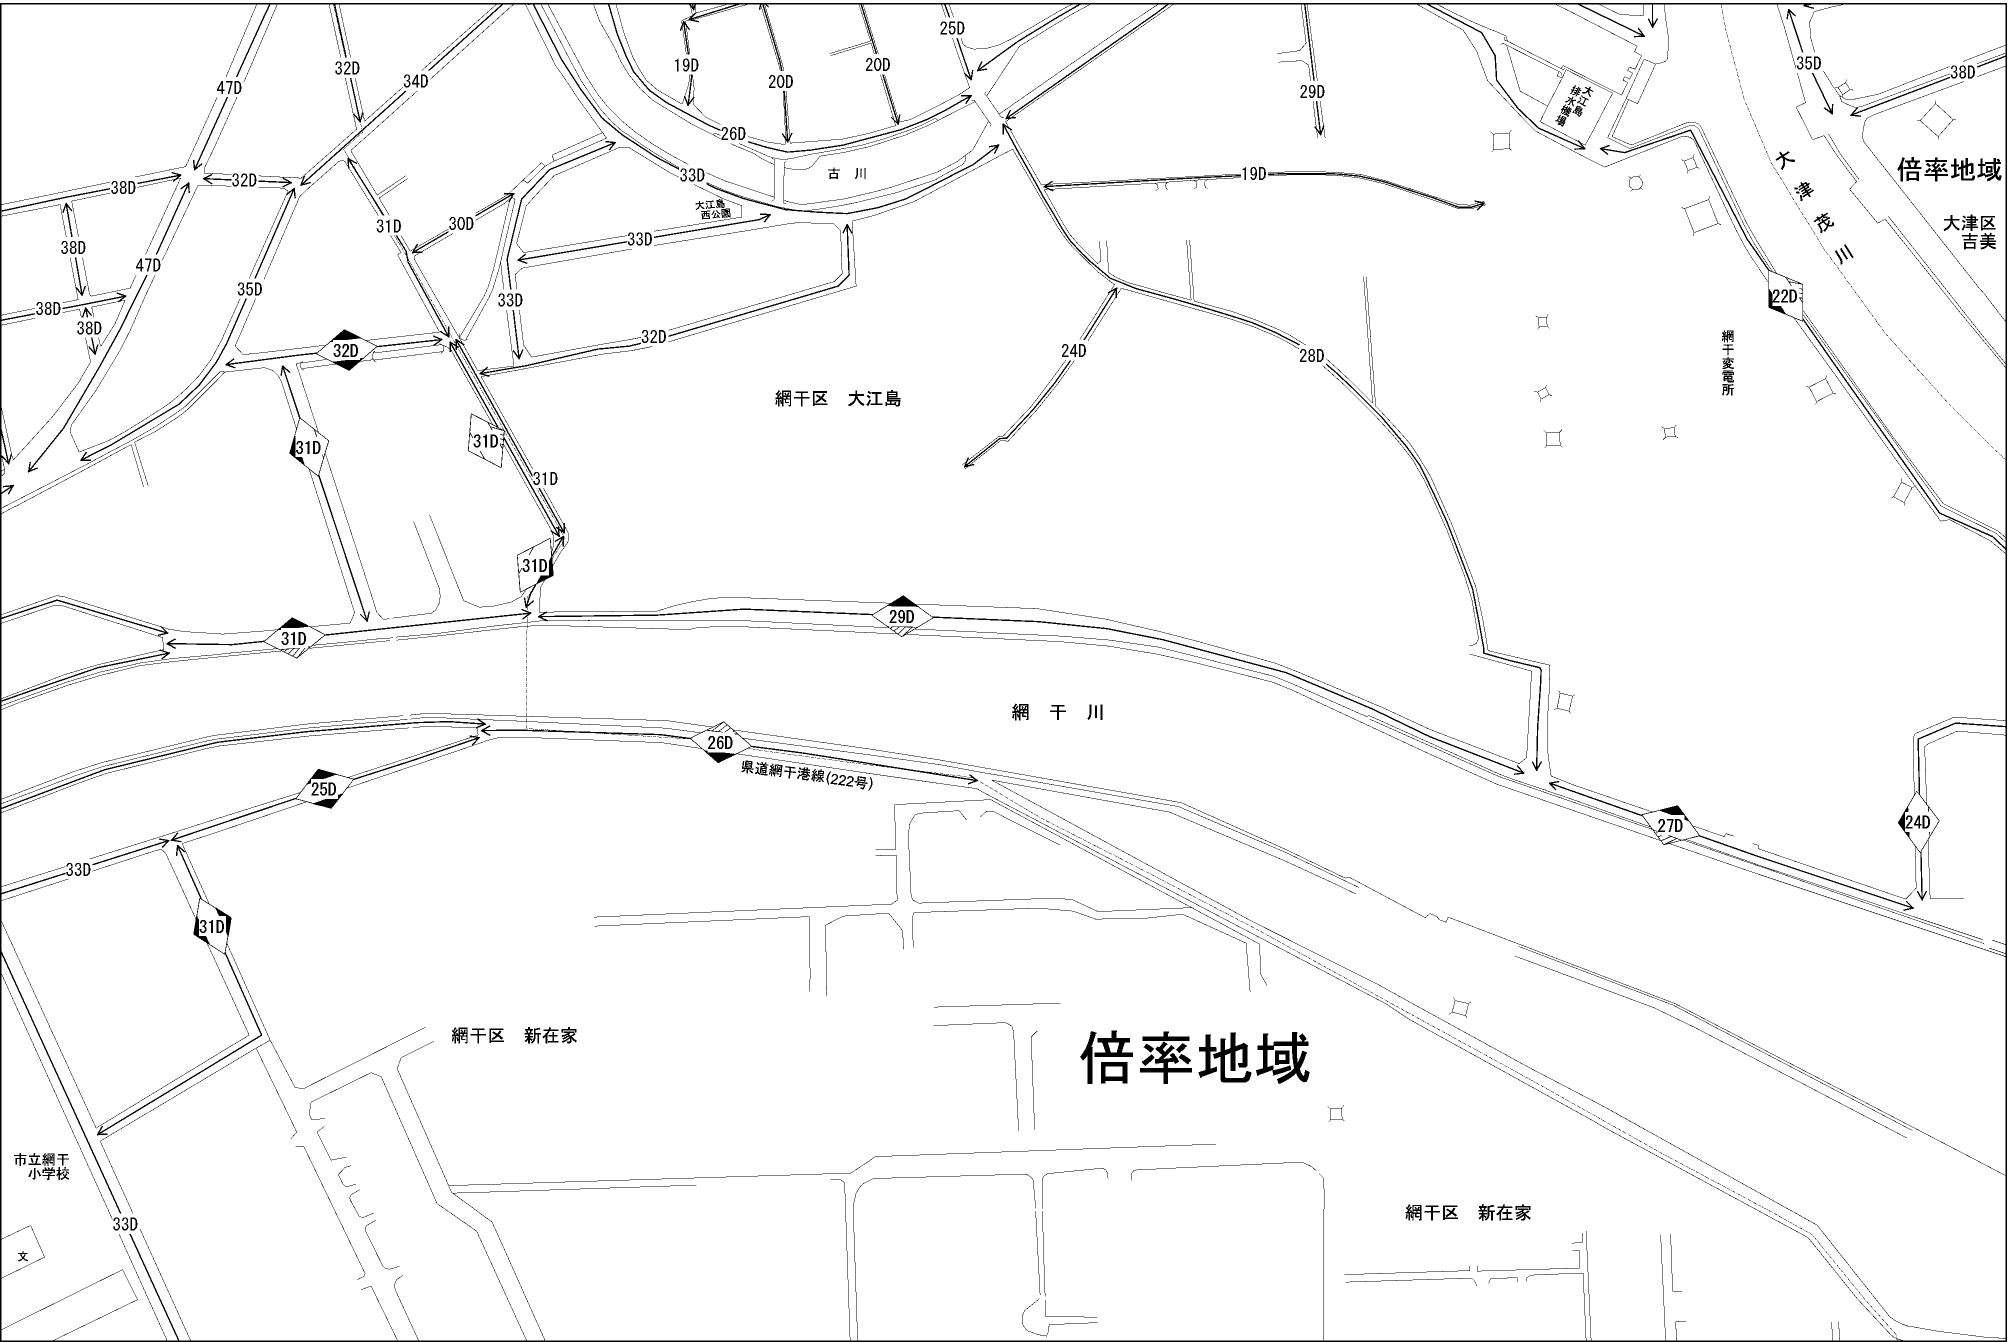 25D
32D
34D
19D
20D
20D
47D
29D
35D
38D
大江島
排水機場
26D
古　川
33D
大津茂川
倍率地域
38D
32D
19D
大江島
西公園
31D
30D
大津区
吉美
38D
33D
47D
35D
33D
22D
38D
38D
32D
32D
24D
28D
網干変電所
網干区　大江島
31D
31D
31D
31D
29D
31D
網　干　川
26D
県道網干港線(222号)
25D
27D
24D
33D
31D
網干区　新在家
倍率地域
市立網干
小学校
33D
網干区　新在家
文